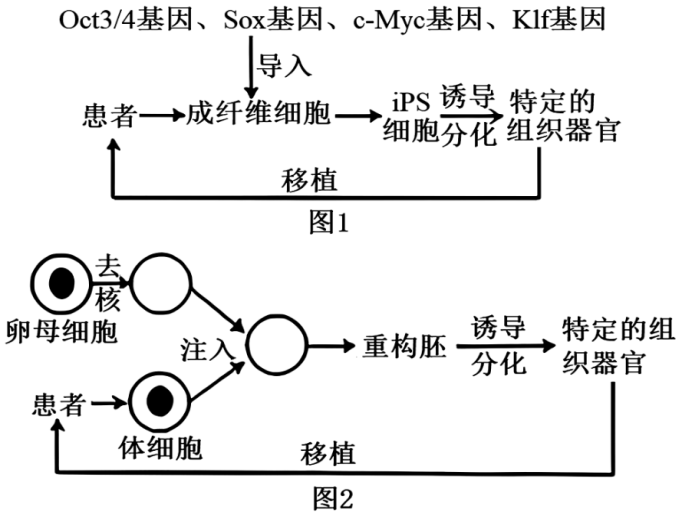 Oct3/4基因、Sox基因、c-Myc基因、Klf基因
导入
患者
成纤维细胞
iPS
细胞
诱导
分化
特定的
组织器官
移植
图1
去
核
卵母细胞
注入
重构胚
诱导
分化
特定的组
织器官
患者
体细胞
移植
图2